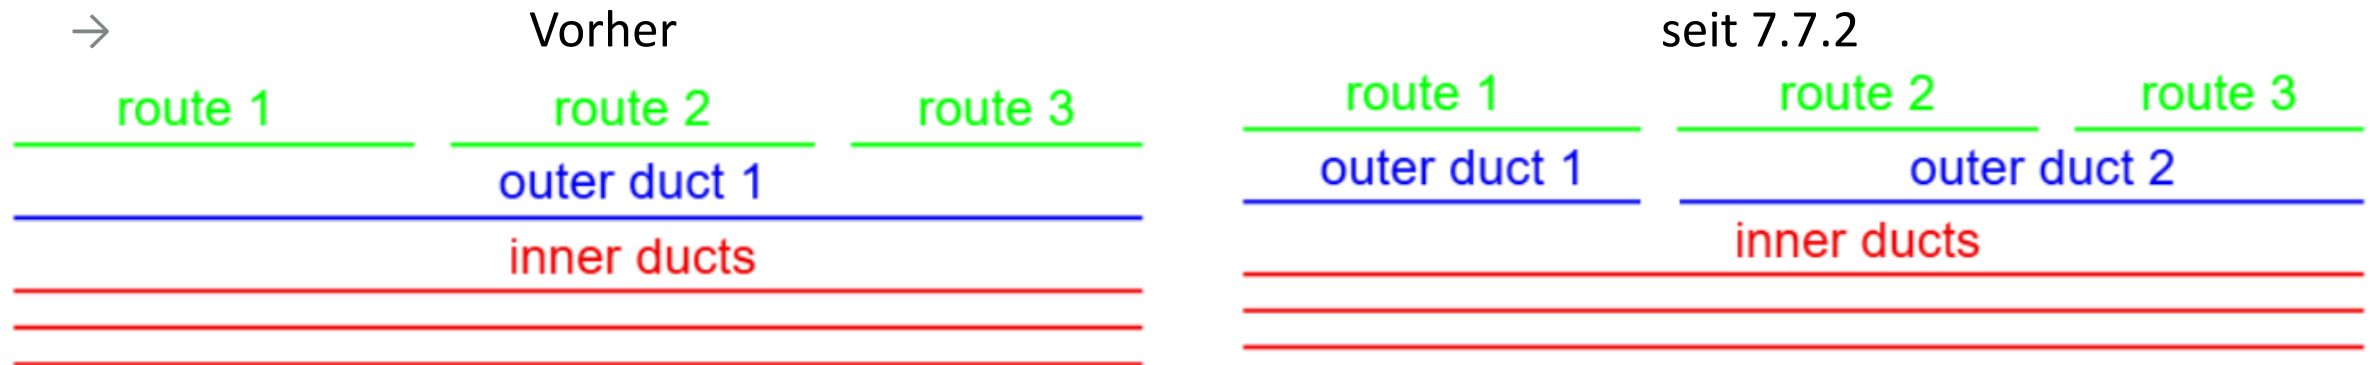 → Vorher
route 1 route 2 route 3
outer duct 1
inner ducts
seit 7.7.2
route 1 route 2 route 3
outer duct 1 outer duct 2
inner ducts